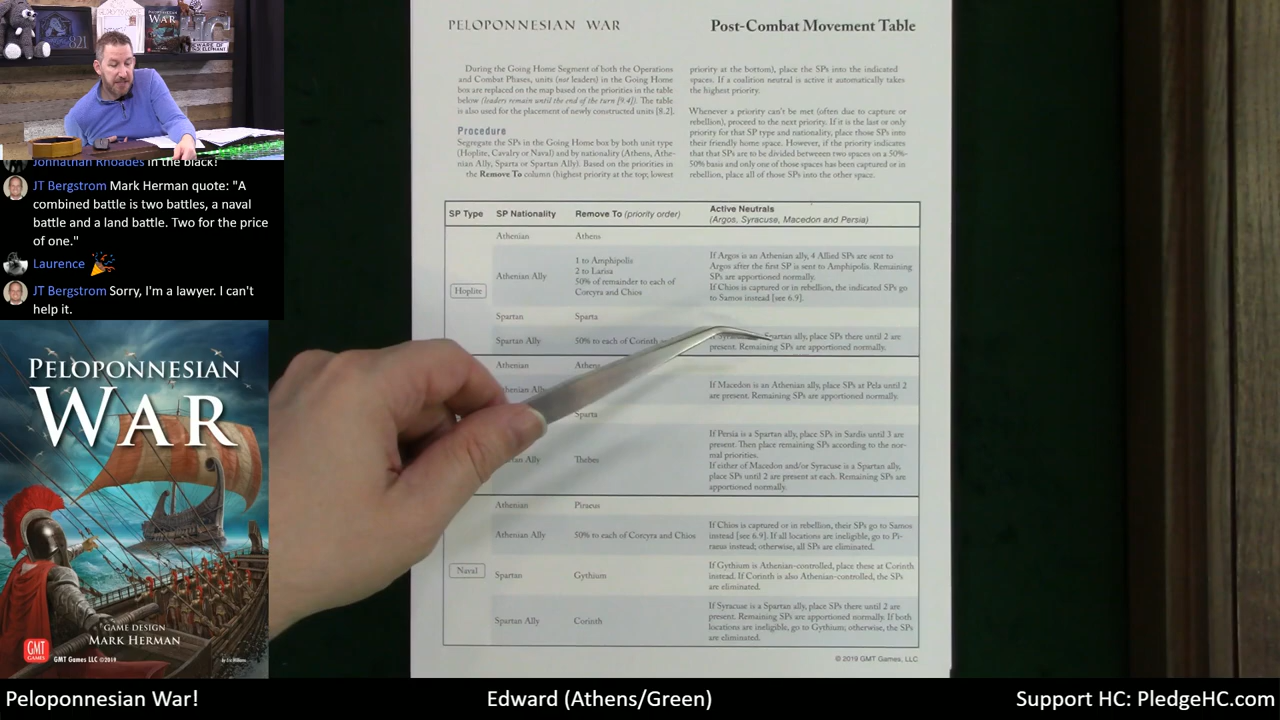 Johnathan Rhoades in the black!
JT Bergstrom Mark Herman quote: "A
combined battle is two battles, a naval
battle and a land battle. Two for the price
of one."
Laurence
JT Bergstrom Sorry, I'm a lawyer. I can't
help it.
PELOPONNESIAN
WAR
GAME DESIGN
MARK HERMAN
GMT
GAMES
GMT Games LLC ©2019
PELOPONNESIAN WAR
Post-Combat Movement Table
During the Going Home Segment of both the Operations
and Combat Phases, units (not leaders) in the Going Home
box are replaced on the map based on the priorities in the table
below (leaders remain until the end of the turn [9.4]). The table
is also used for the placement of newly constructed units [8.2].
Procedure
Segregate the SPs in the Going Home box by both unit type
(Hoplite, Cavalry or Naval) and by nationality (Athens, Athe-
nian Ally, Sparta or Spartan Ally). Based on the priorities in
the Remove To column (highest priority at the top; lowest
priority at the bottom), place the SPs into the indicated
spaces. If a coalition neutral is active it automatically takes
the highest priority.
Whenever a priority can't be met (often due to capture or
rebellion), proceed to the next priority. If it is the last or only
priority for that SP type and nationality, place those SPs into
their friendly home space. However, if the priority indicates
that that SPs are to be divided between two spaces on a 50%-
50% basis and only one of those spaces has been captured or in
rebellion, place all of those SPs into the other space.
SP Type SP Nationality Remove To (priority order) Active Neutrals
(Argos, Syracuse, Macedon and Persia)
Hoplite
Athenian Athens
Athenian Ally
1 to Amphipolis
2 to Larisa
50% of remainder to each of
Corcyra and Chios
If Argos is an Athenian ally, 4 Allied SPs are sent to
Argos after the first SP is sent to Amphipolis. Remaining
SPs are apportioned normally.
If Chios is captured or in rebellion, the indicated SPs go
to Samos instead [see 6.9].
Spartan Sparta
Spartan Ally 50% to each of Corinth
Spartan ally, place SPs there until 2 are
present. Remaining SPs are apportioned normally.
Athenian Athens
Athenian Ally
If Macedon is an Athenian ally, place SPs at Pela until 2
are present. Remaining SPs are apportioned normally.
Sparta
Ally Thebes
If Persia is a Spartan ally, place SPs in Sardis until 3 are
present. Then place remaining SPs according to the nor-
mal priorities.
If either of Macedon and/or Syracuse is a Spartan ally,
place SPs until 2 are present at each. Remaining SPs are
apportioned normally.
Naval
Athenian Piraeus
Athenian Ally 50% to each of Corcyra and Chios
If Chios is captured or in rebellion, their SPs go to Samos
instead [see 6.9]. If all locations are ineligible, go to Pi-
raeus instead; otherwise, all SPs are eliminated.
Spartan Gythium
If Gythium is Athenian-controlled, place these at Corinth
instead. If Corinth is also Athenian-controlled, the SPs
are eliminated.
Spartan Ally Corinth
If Syracuse is a Spartan ally, place SPs there until 2 are
present. Remaining SPs are apportioned normally. If both
locations are ineligible, go to Gythium; otherwise, the SPs
are eliminated.
© 2019 GMT Games, LLC
Peloponnesian War!
Edward (Athens/Green)
Support HC: PledgeHC.com